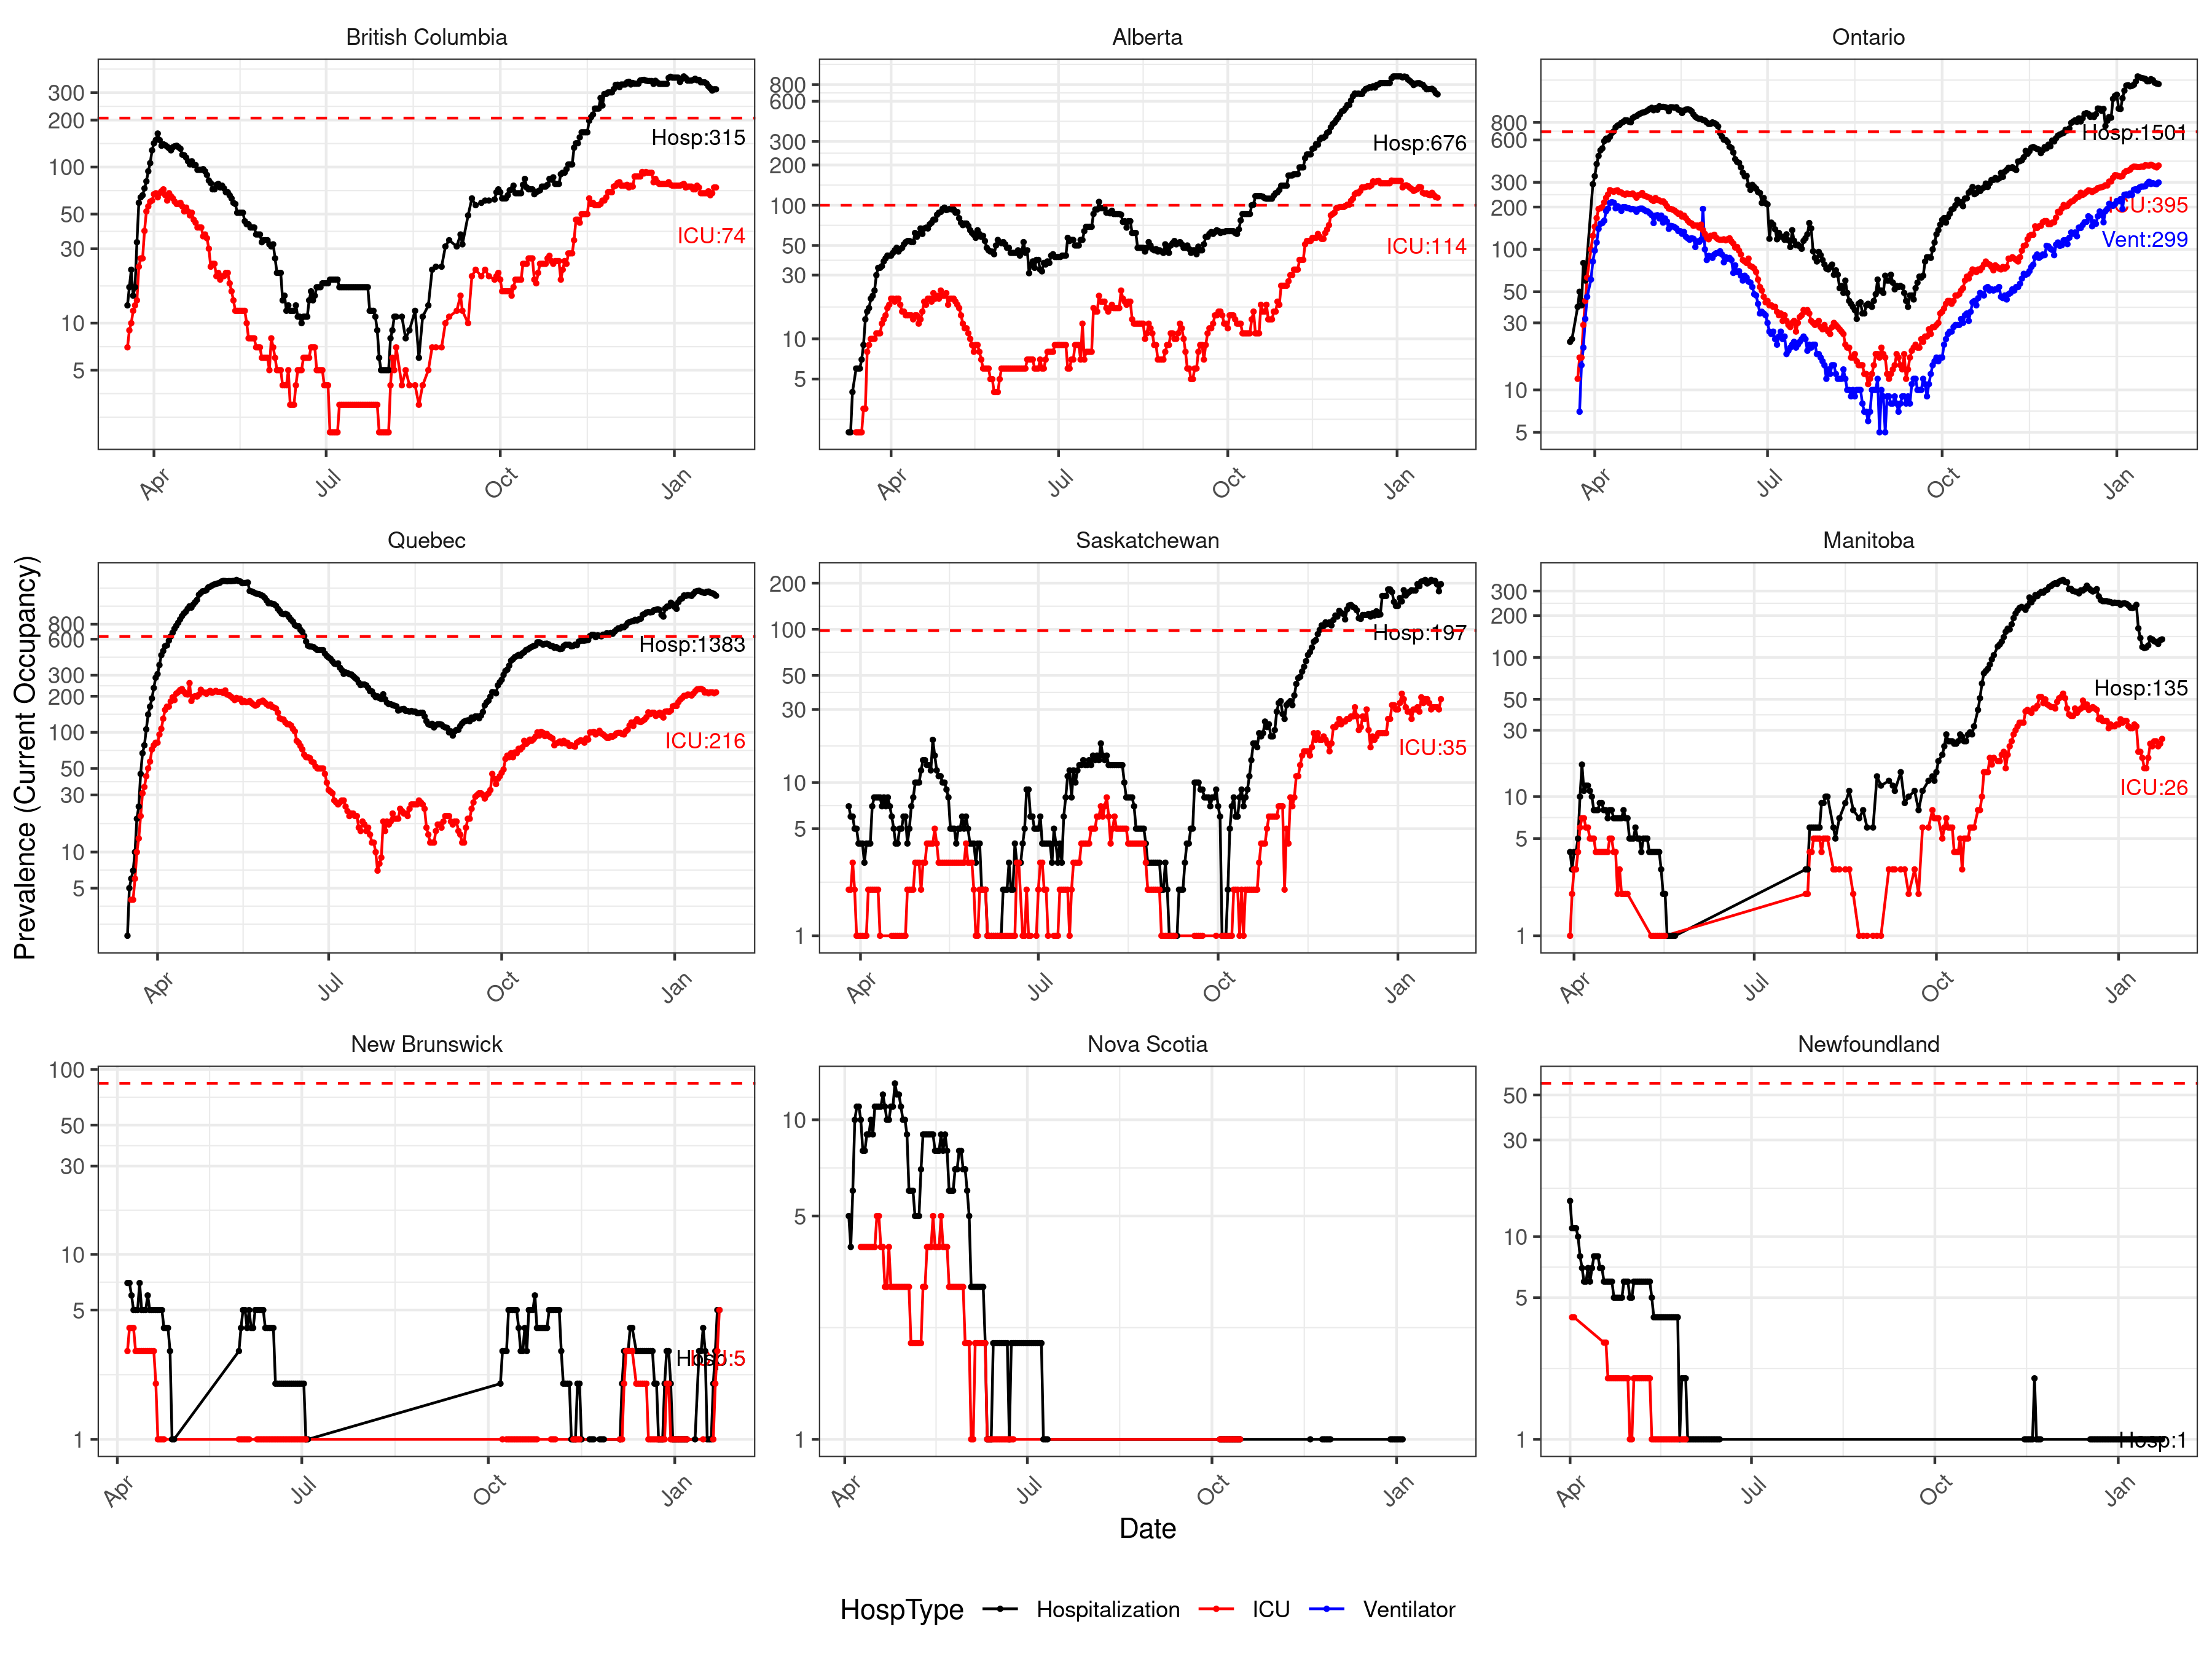 British Columbia
Alberta
Ontario
300
200
100
50
30
10
5
Hosp:315
ICU:74
Apr
Jul
Oct
Jan
800
600
300
200
100
50
30
10
5
Hosp:676
ICU:114
Apr
Jul
Oct
Jan
800
600
300
200
100
50
30
10
5
Hosp:1501
ICU:395
Vent:299
Apr
Jul
Oct
Jan
Prevalence (Current Occupancy)
Quebec
Saskatchewan
Manitoba
800
600
300
200
100
50
30
10
5
Hosp:1383
ICU:216
Apr
Jul
Oct
Jan
200
100
50
30
10
5
1
Hosp:197
ICU:35
Apr
Jul
Oct
Jan
300
200
100
50
30
10
5
1
Hosp:135
ICU:26
Apr
Jul
Oct
Jan
New Brunswick
Nova Scotia
Newfoundland
100
50
30
10
5
1
Hosp:5
Apr
Jul
Oct
Jan
10
5
1
Apr
Jul
Oct
Jan
50
30
10
5
1
Hosp:1
Apr
Jul
Oct
Jan
Date
HospType Hospitalization ICU Ventilator